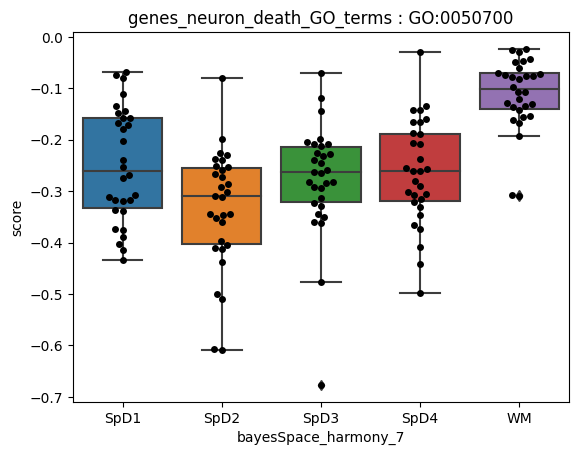 genes_neuron_death_GO_terms : GO:0050700
0.0
−0.1
−0.2
−0.3
−0.4
−0.5
−0.6
−0.7
score
SpD1 SpD2 SpD3 SpD4 WM
bayesSpace_harmony_7